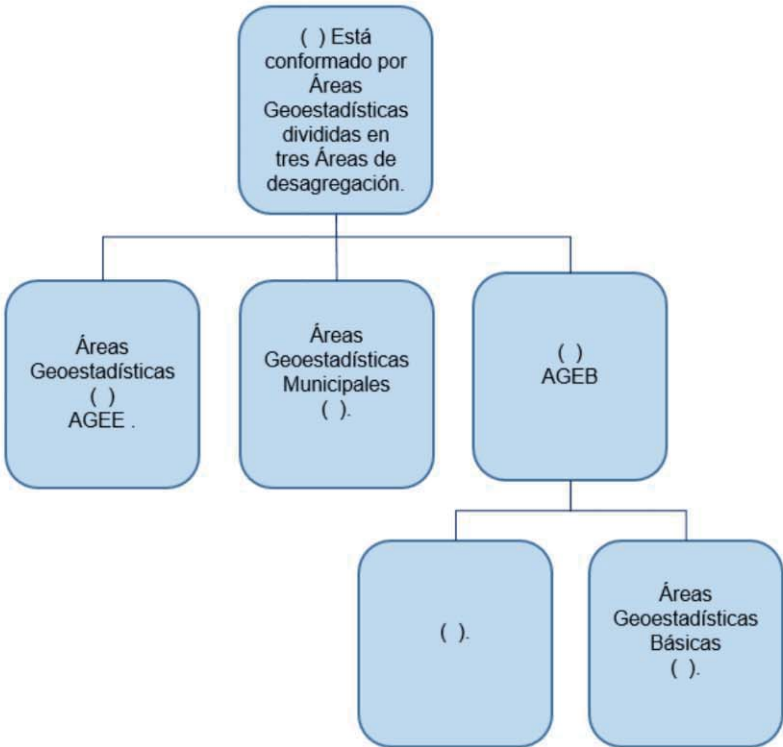 ( ) Está
conformado por
Áreas
Geoestadísticas
divididas en
tres Áreas de
desagregación.
Áreas
Geoestadísticas
( )
AGEE .
Áreas
Geoestadísticas
Municipales
( ).
( )
AGEB
( ).
Áreas
Geoestadísticas
Básicas
( ).